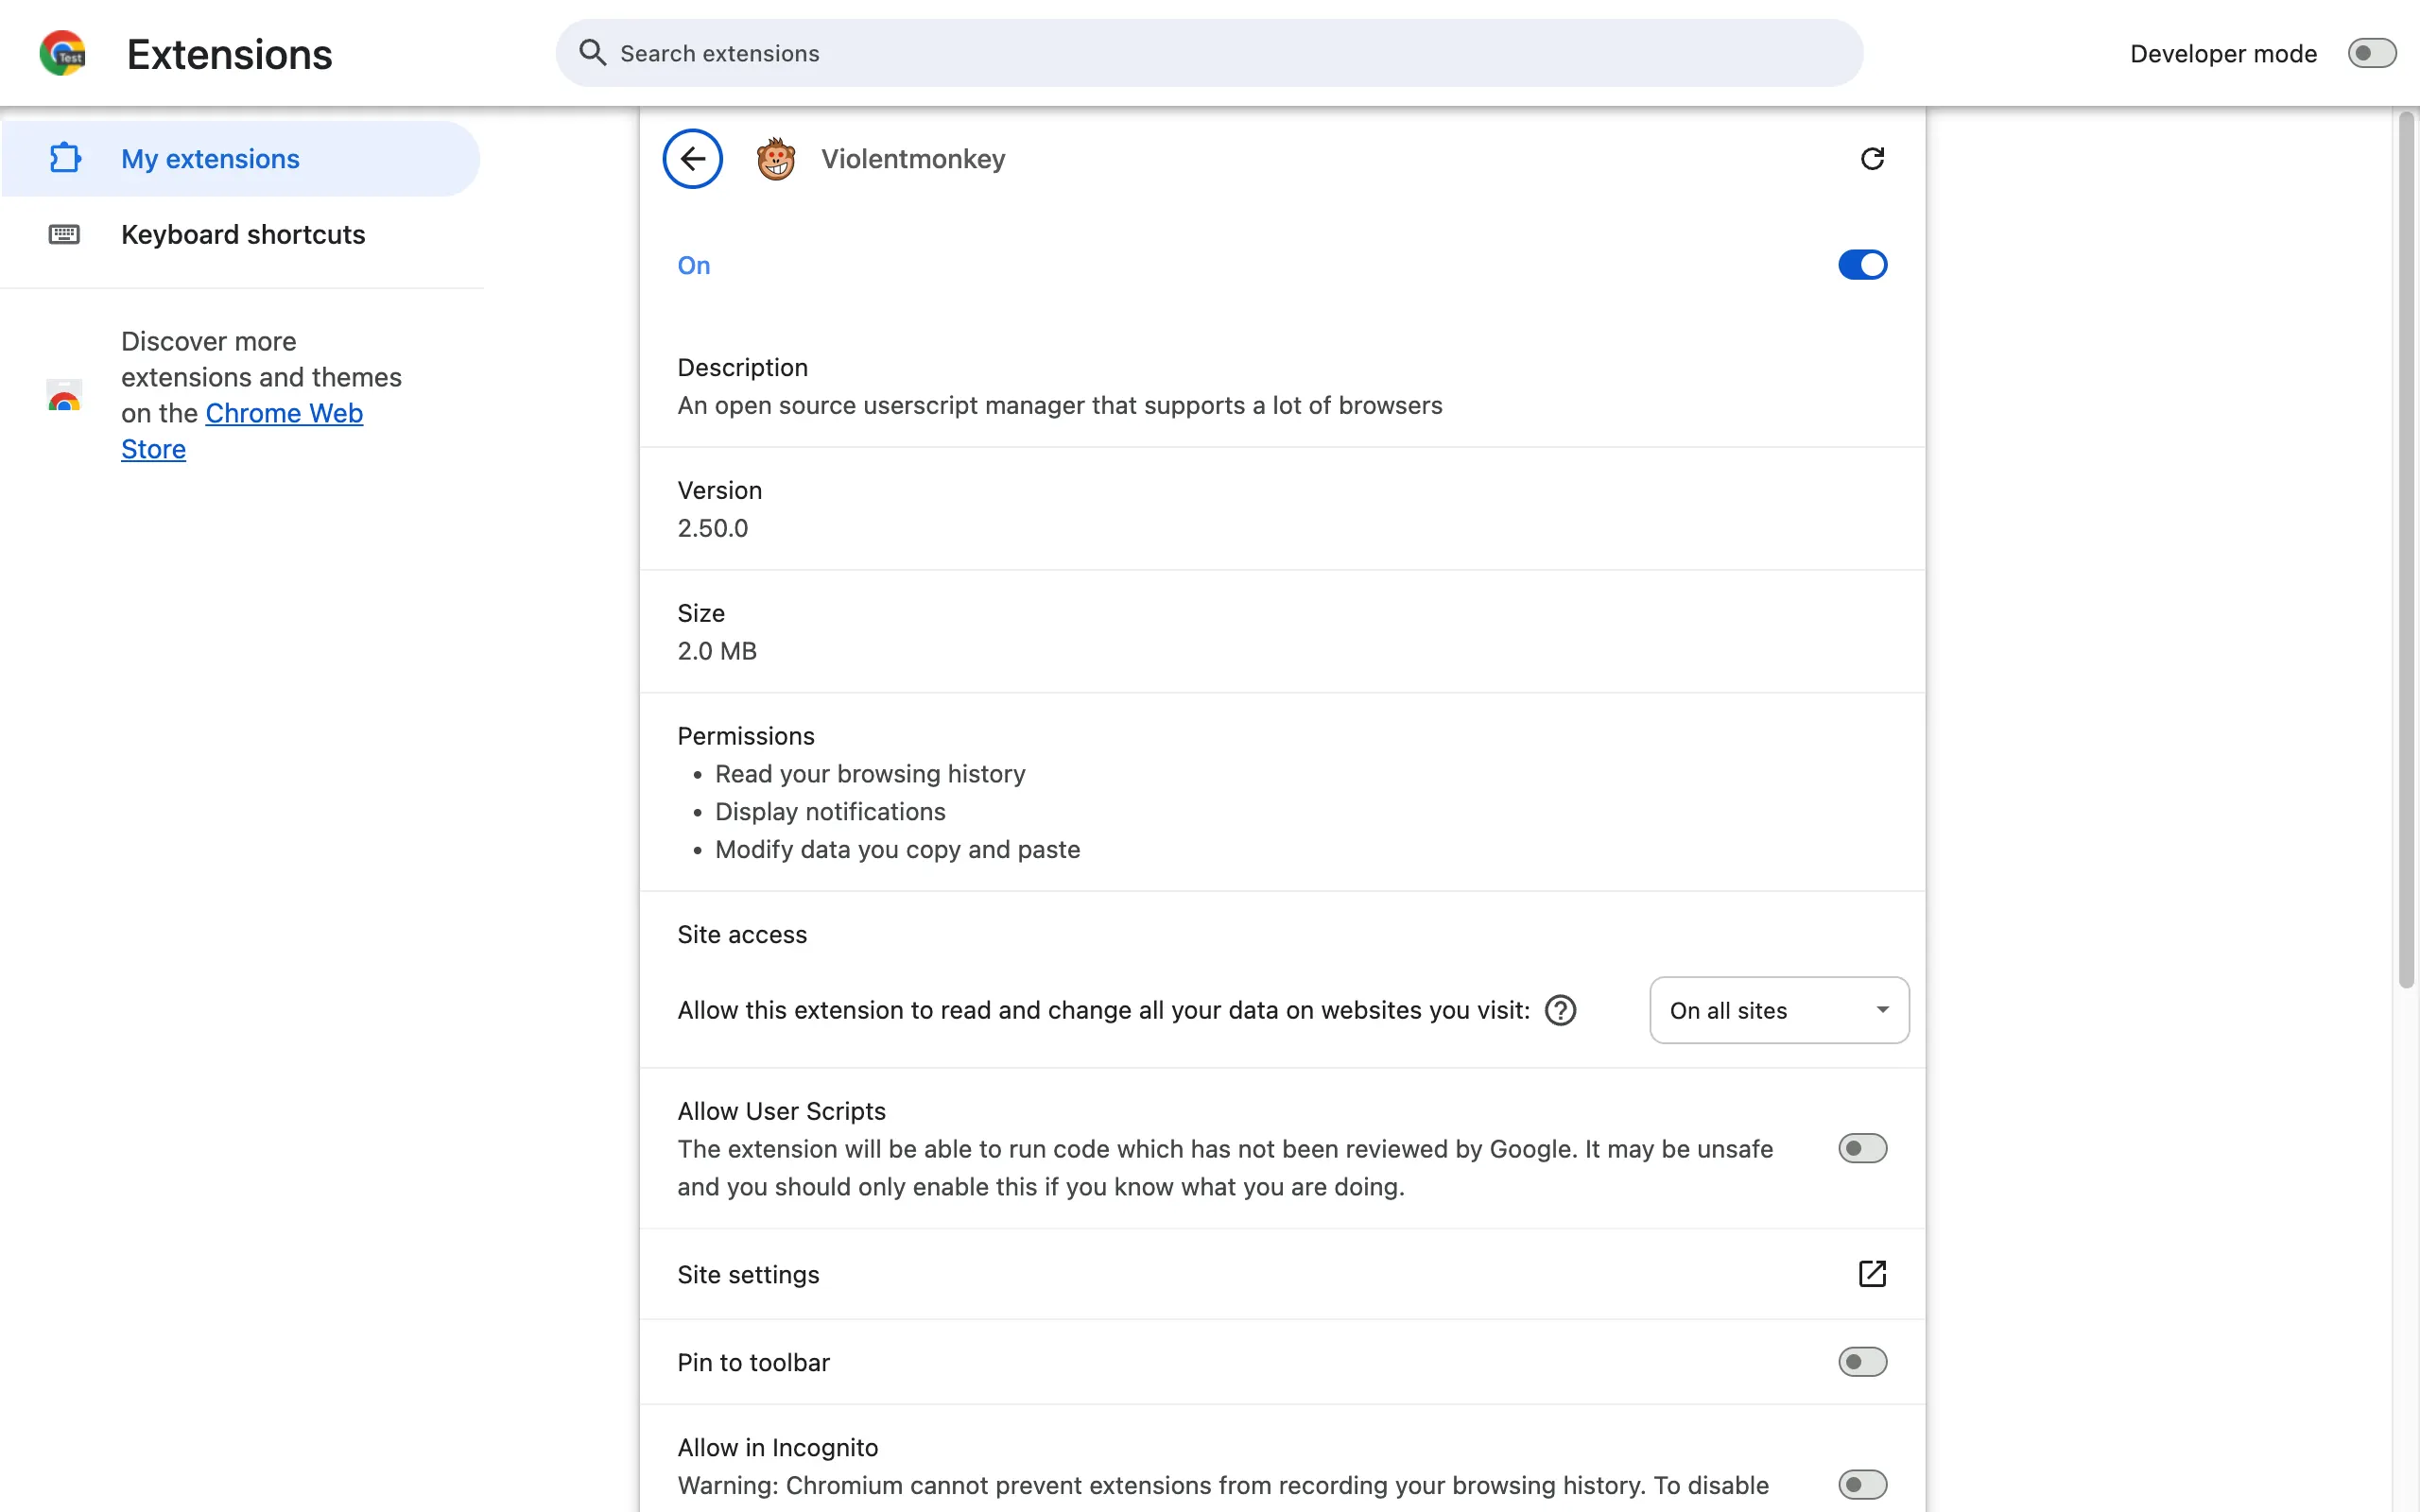 Test
Extensions
Search extensions
Developer mode
My extensions
Keyboard shortcuts
Discover more
extensions and themes
on the Chrome Web
Store
Violentmonkey
On
Description
An open source userscript manager that supports a lot of browsers
Version
2.50.0
Size
2.0 MB
Permissions
• Read your browsing history
• Display notifications
• Modify data you copy and paste
Site access
Allow this extension to read and change all your data on websites you visit:
On all sites
Allow User Scripts
The extension will be able to run code which has not been reviewed by Google. It may be unsafe
and you should only enable this if you know what you are doing.
Site settings
Pin to toolbar
Allow in Incognito
Warning: Chromium cannot prevent extensions from recording your browsing history. To disable